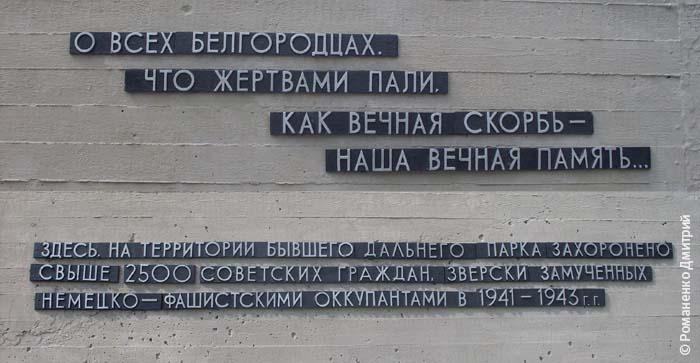 О ВСЕХ БЕЛГОРОДЦАХ,
ЧТО ЖЕРТВАМИ ПАЛИ,
КАК ВЕЧНАЯ СКОРБЬ —
НАША ВЕЧНАЯ ПАМЯТЬ...
ЗДЕСЬ, НА ТЕРРИТОРИИ БЫВШЕГО ДАЛЬНЕГО ПАРКА ЗАХОРОНЕНО
СВЫШЕ 2500 СОВЕТСКИХ ГРАЖДАН, ЗВЕРСКИ ЗАМУЧЕННЫХ
НЕМЕЦКО — ФАШИСТСКИМИ ОККУПАНТАМИ В 1941 – 1943 г.г.
© Романенко Дмитрий